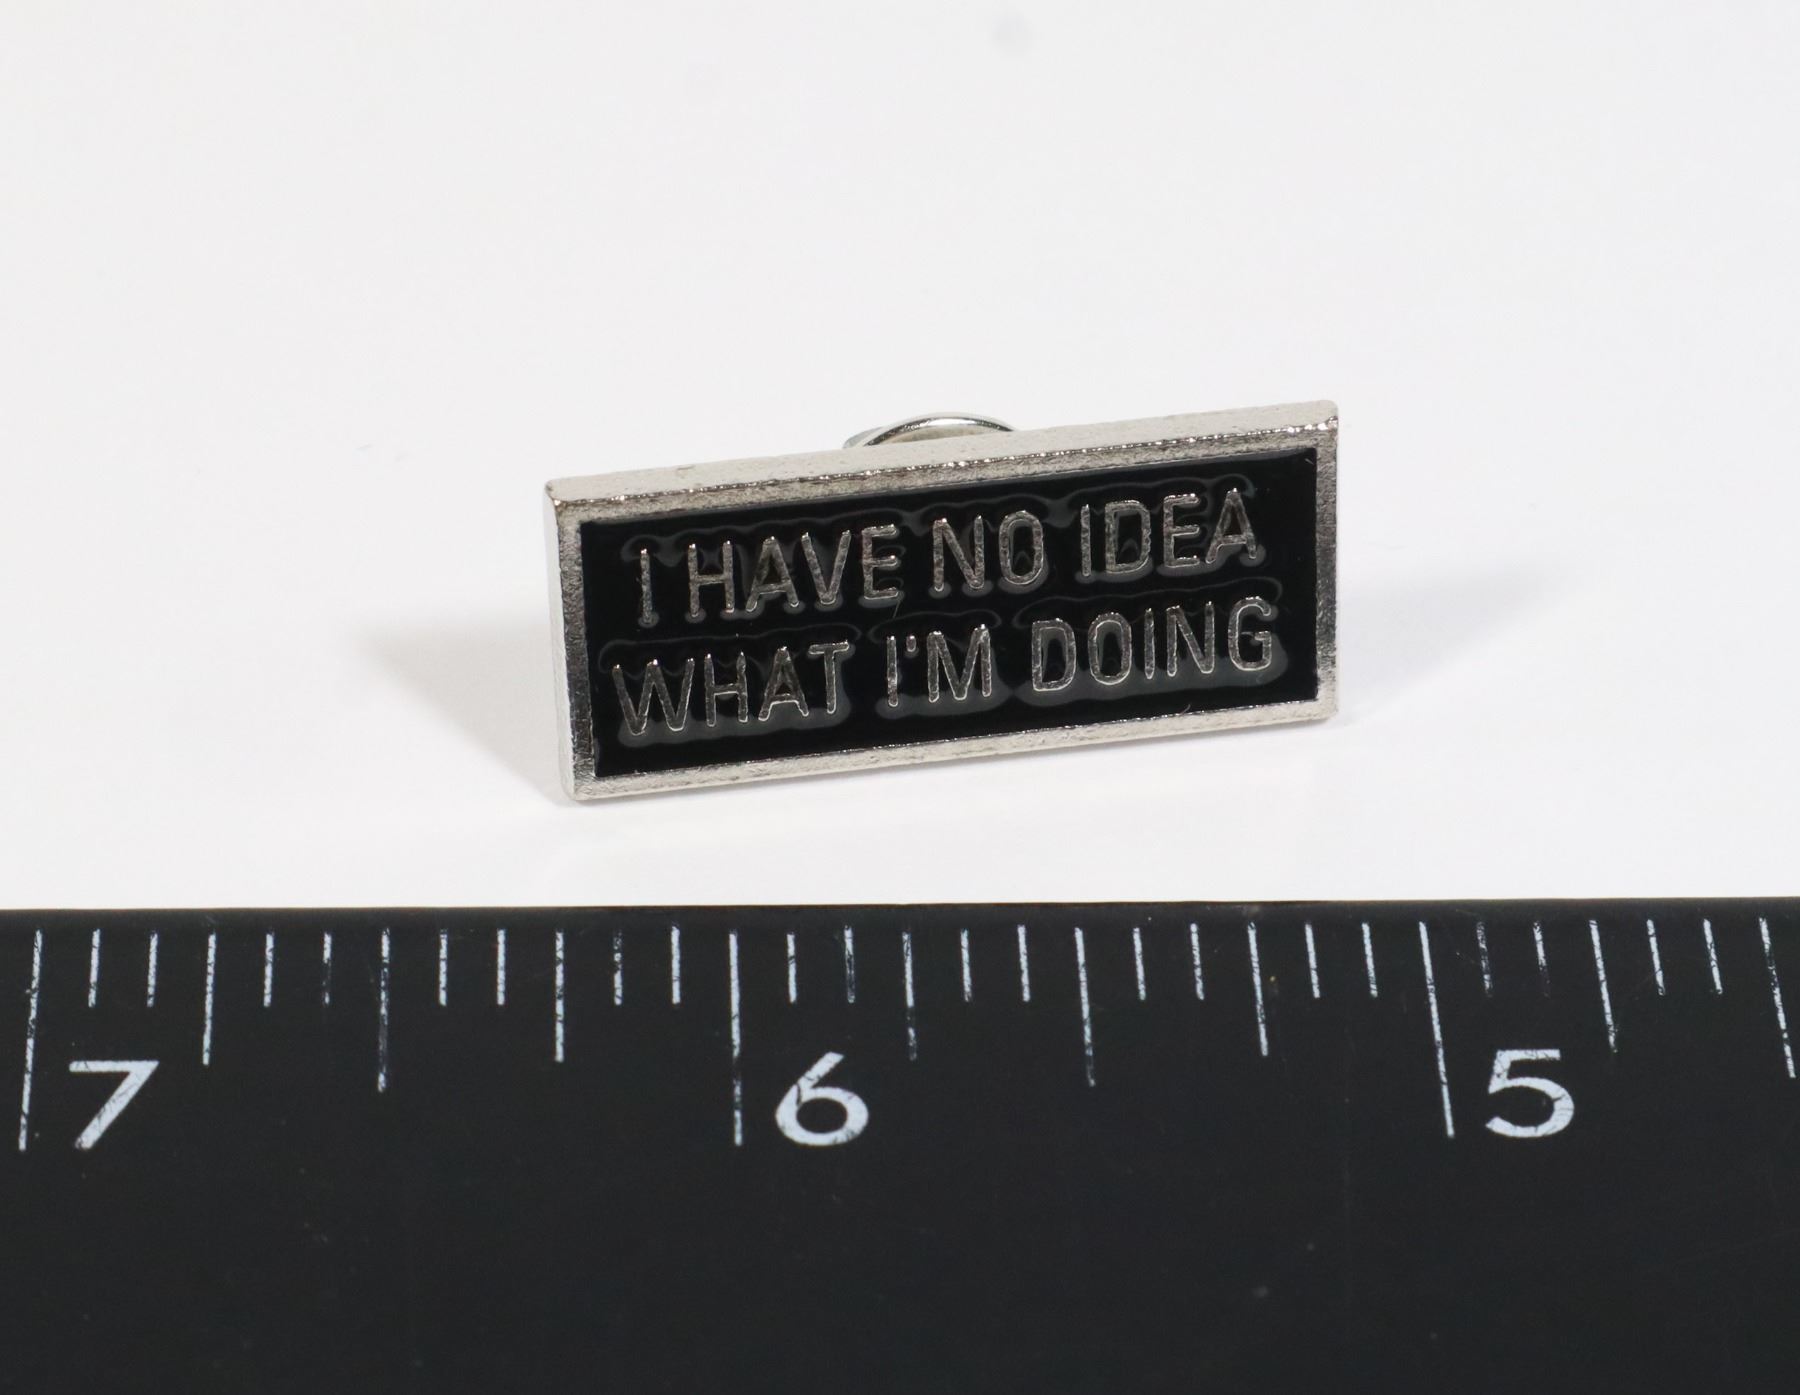 I HAVE NO IDEA
WHAT I'M DOING
7 6 5